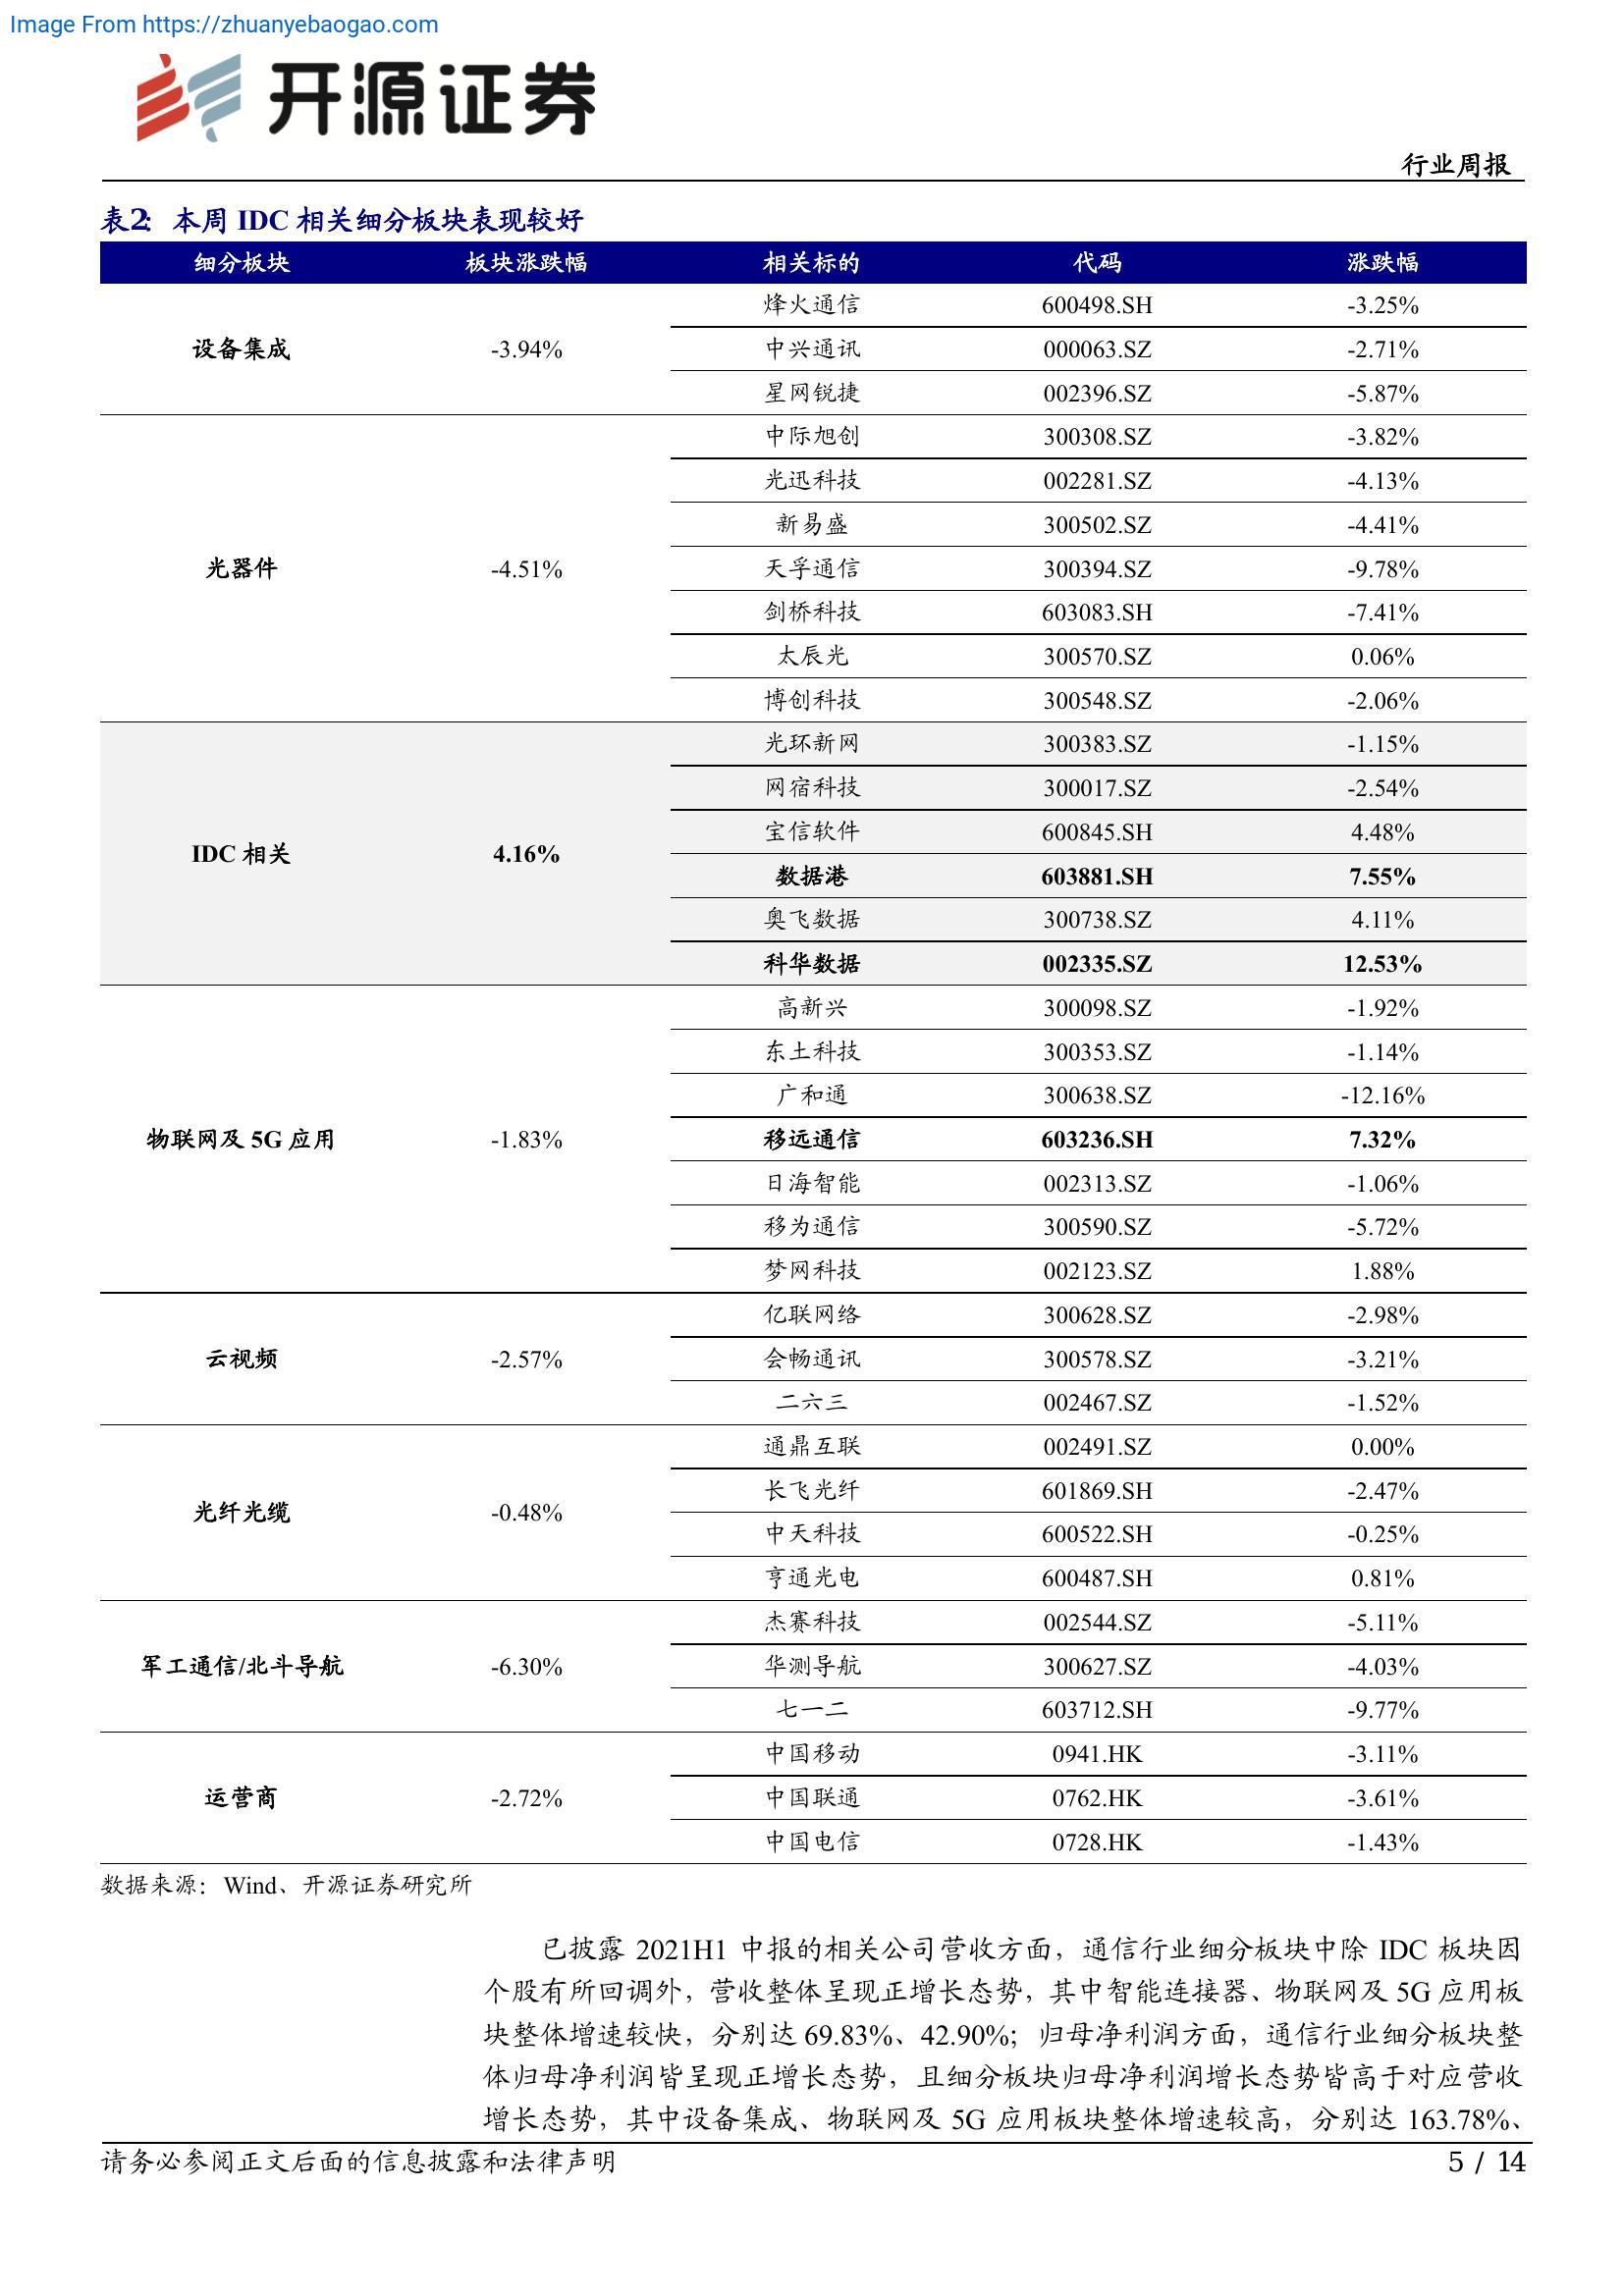 Image From https://zhuanyebaogao.com
开源证券
行业周报
表2： 本周 IDC 相关细分板块表现较好
细分板块 板块涨跌幅 相关标的 代码 涨跌幅
烽火通信 600498.SH -3.25%
设备集成 -3.94% 中兴通讯 000063.SZ -2.71%
星网锐捷 002396.SZ -5.87%
中际旭创 300308.SZ -3.82%
光迅科技 002281.SZ -4.13%
新易盛 300502.SZ -4.41%
光器件 -4.51% 天孚通信 300394.SZ -9.78%
剑桥科技 603083.SH -7.41%
太辰光 300570.SZ 0.06%
博创科技 300548.SZ -2.06%
光环新网 300383.SZ -1.15%
网宿科技 300017.SZ -2.54%
宝信软件 600845.SH 4.48%
IDC 相关 4.16%
数据港 603881.SH 7.55%
奥飞数据 300738.SZ 4.11%
科华数据 002335.SZ 12.53%
高新兴 300098.SZ -1.92%
东土科技 300353.SZ -1.14%
广和通 300638.SZ -12.16%
物联网及 5G 应用 -1.83% 移远通信 603236.SH 7.32%
日海智能 002313.SZ -1.06%
移为通信 300590.SZ -5.72%
梦网科技 002123.SZ 1.88%
亿联网络 300628.SZ -2.98%
云视频 -2.57% 会畅通讯 300578.SZ -3.21%
二六三 002467.SZ -1.52%
通鼎互联 002491.SZ 0.00%
长飞光纤 601869.SH -2.47%
光纤光缆 -0.48%
中天科技 600522.SH -0.25%
亨通光电 600487.SH 0.81%
杰赛科技 002544.SZ -5.11%
军工通信/北斗导航 -6.30% 华测导航 300627.SZ -4.03%
七一二 603712.SH -9.77%
中国移动 0941.HK -3.11%
运营商 -2.72% 中国联通 0762.HK -3.61%
中国电信 0728.HK -1.43%
数据来源：Wind、开源证券研究所
已披露 2021H1 中报的相关公司营收方面，通信行业细分板块中除 IDC 板块因
个股有所回调外，营收整体呈现正增长态势，其中智能连接器、物联网及 5G 应用板
块整体增速较快，分别达 69.83%、42.90%；归母净利润方面，通信行业细分板块整
体归母净利润皆呈现正增长态势，且细分板块归母净利润增长态势皆高于对应营收
增长态势，其中设备集成、物联网及 5G 应用板块整体增速较高，分别达 163.78%、
请务必参阅正文后面的信息披露和法律声明 5 / 14